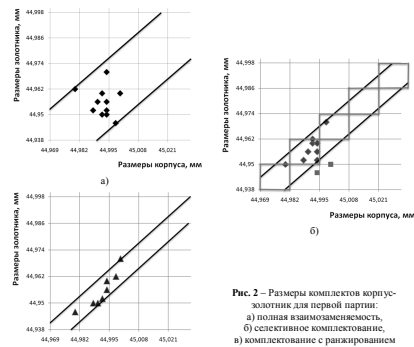 Размеры золотника, мм
44,998
44,986
44,974
44,962
44,95
44,938
44,969
44,982
44,995
45,008
45,021
Размеры корпуса, мм
а)
Размеры золотника, мм
44,998
44,986
44,974
44,962
44,95
44,938
44,969
44,982
44,995
45,008
45,021
Размеры корпуса, мм
б)
Размеры золотника, мм
44,998
44,986
44,974
44,962
44,95
44,938
44,969
44,982
44,995
45,008
45,021
Рис. 2 – Размеры комплектов корпус-
золотник для первой партии:
а) полная взаимозаменяемость,
б) селективное комплектование,
в) комплектование с ранжированием